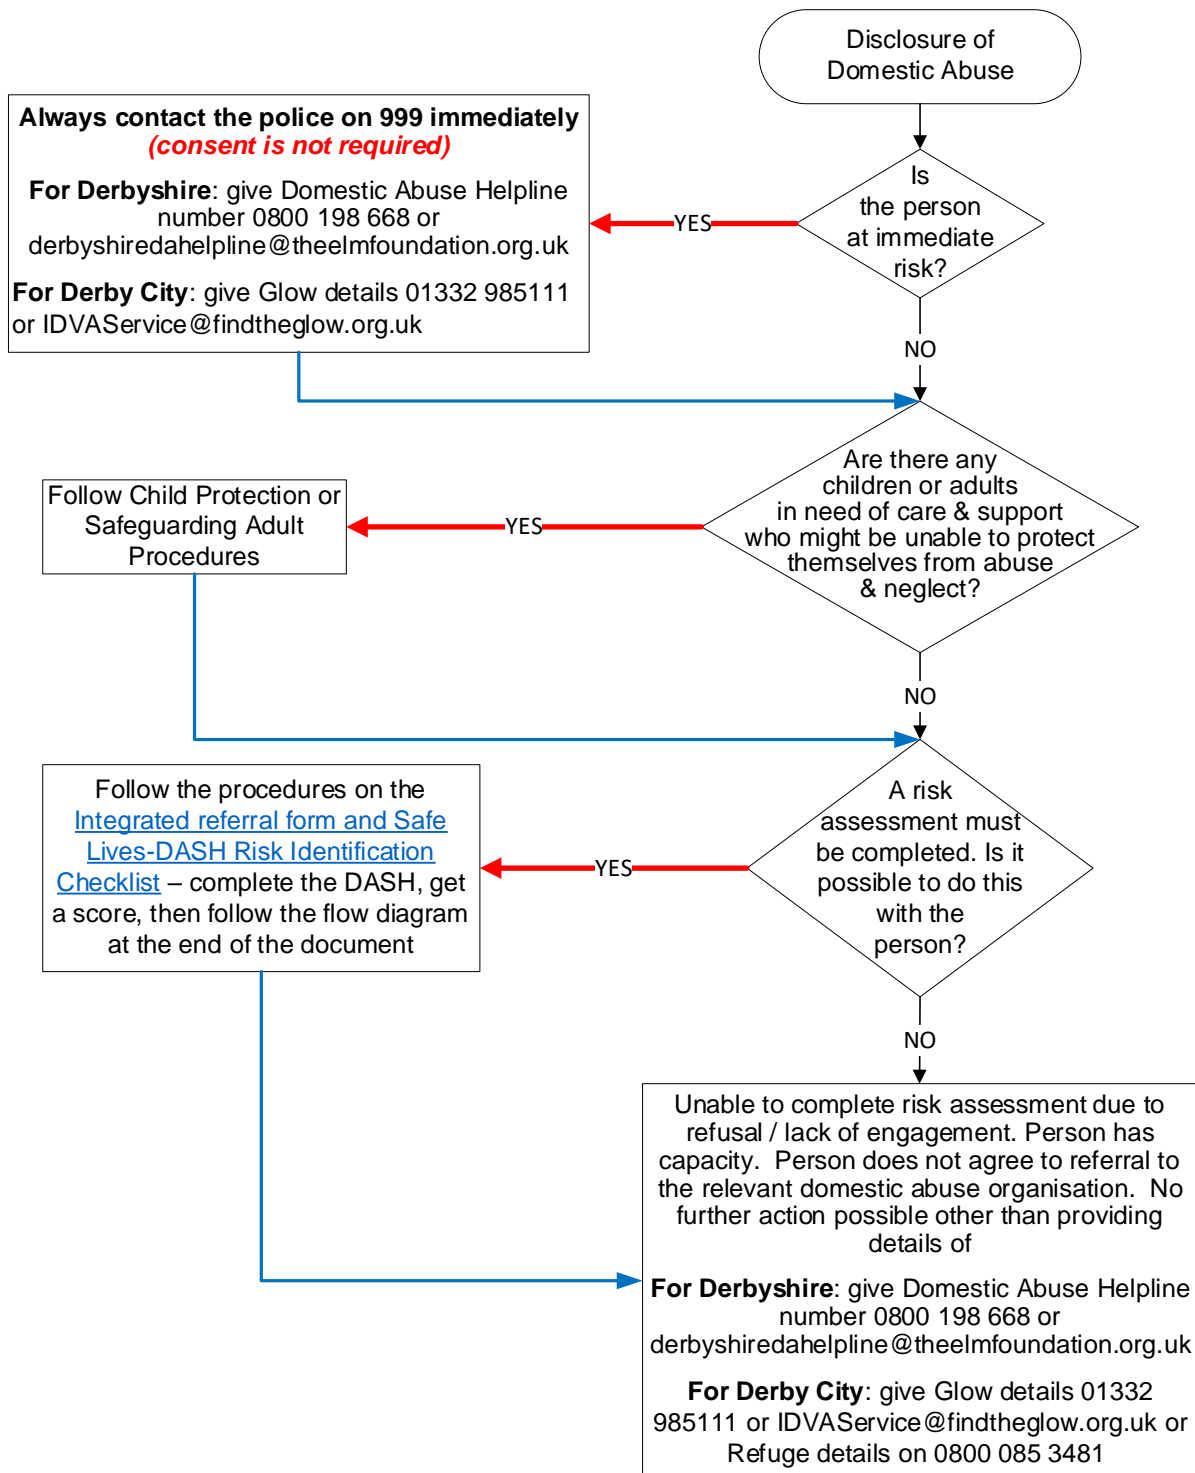 Disclosure of
Domestic Abuse
Always contact the police on 999 immediately
(consent is not required)
For Derbyshire: give Domestic Abuse Helpline
number 0800 198 668 or
derbyshiredahelpline@theelmfoundation.org.uk
For Derby City: give Glow details 01332 985111
or IDVAService@findtheglow.org.uk
Is
the person
at immediate
risk?
YES
NO
Are there any
children or adults
in need of care & support
who might be unable to protect
themselves from abuse
& neglect?
YES
Follow Child Protection or
Safeguarding Adult
Procedures
NO
A risk
assessment must
be completed. Is it
possible to do this
with the
person?
YES
Follow the procedures on the
Integrated referral form and Safe
Lives-DASH Risk Identification
Checklist – complete the DASH, get
a score, then follow the flow diagram
at the end of the document
NO
Unable to complete risk assessment due to
refusal / lack of engagement. Person has
capacity.  Person does not agree to referral to
the relevant domestic abuse organisation.  No
further action possible other than providing
details of
For Derbyshire: give Domestic Abuse Helpline
number 0800 198 668 or
derbyshiredahelpline@theelmfoundation.org.uk
For Derby City: give Glow details 01332
985111 or IDVAService@findtheglow.org.uk or
Refuge details on 0800 085 3481